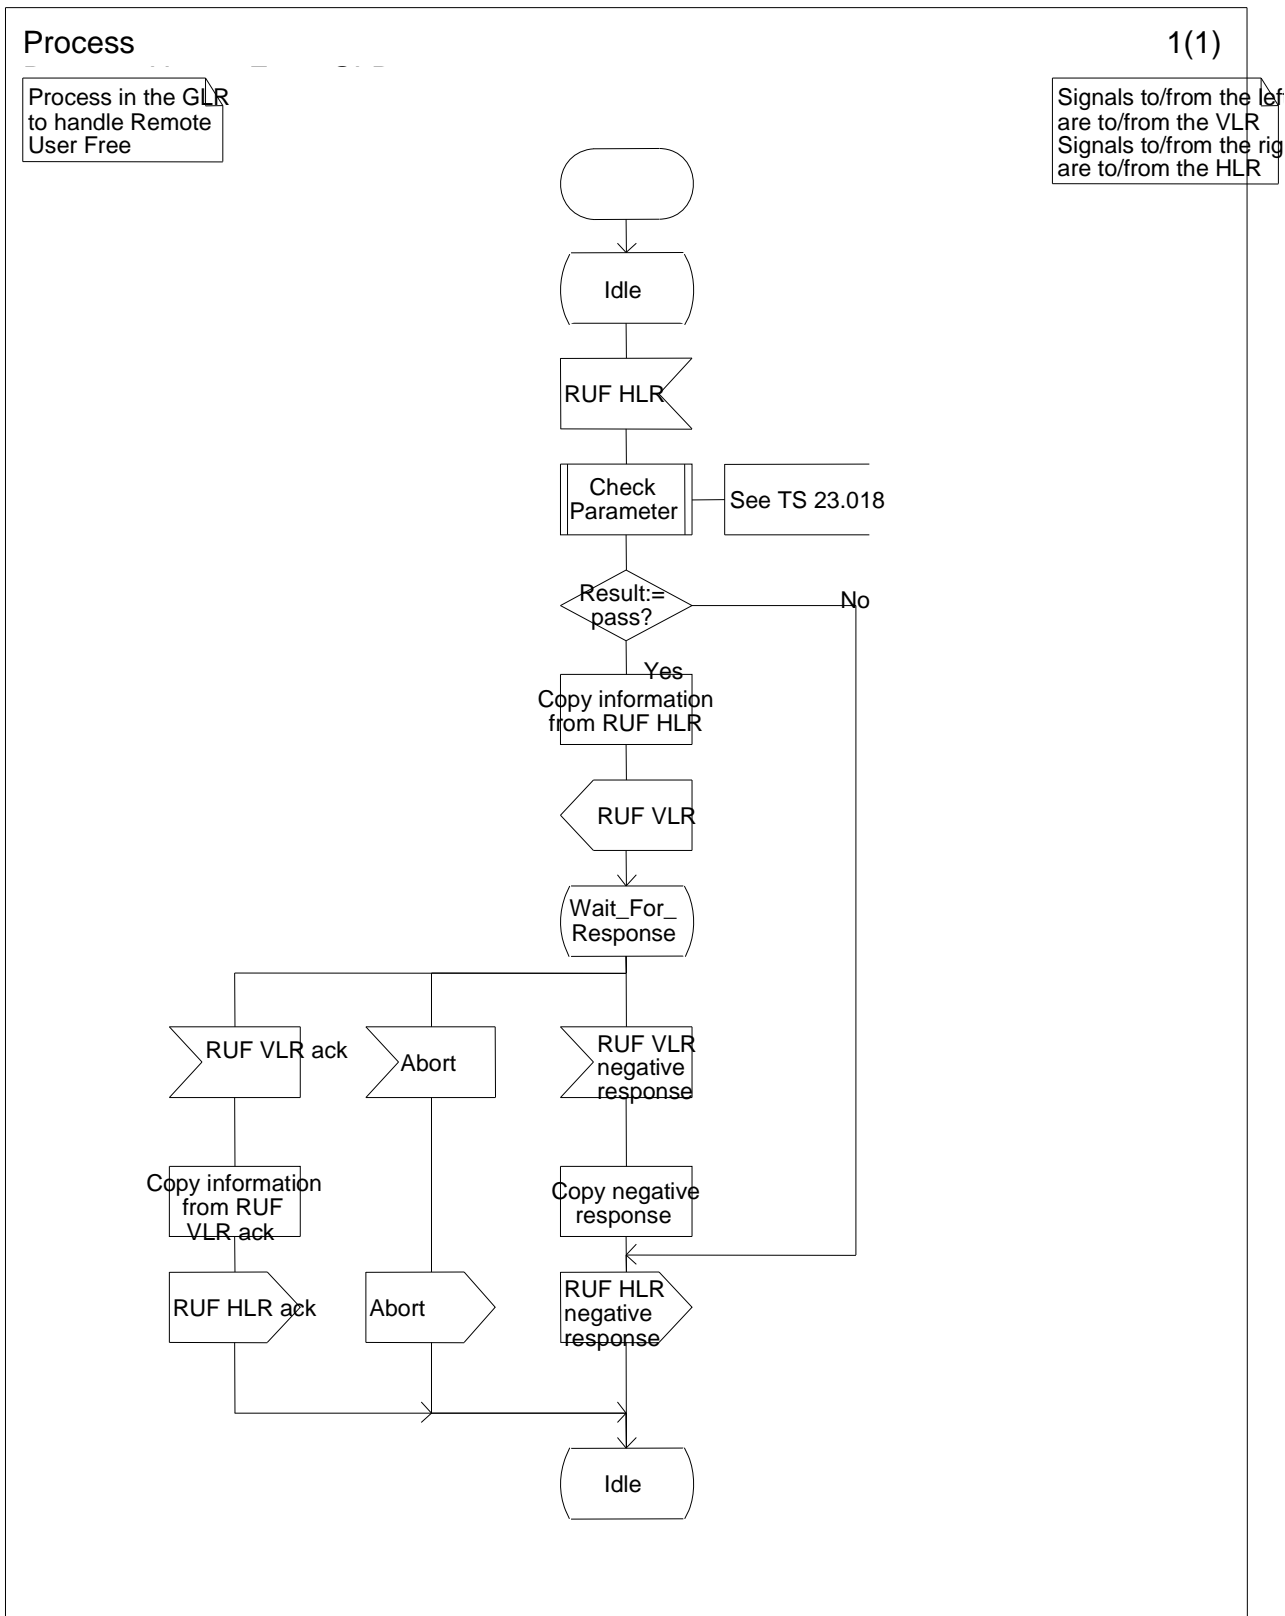 Process
1(1)
Process in the GLR
to handle Remote
User Free
Signals to/from the left
are to/from the VLR
Signals to/from the rig
are to/from the HLR
Idle
RUF HLR
Check
Parameter
See TS 23.018
Result:=
pass?
No
Yes
Copy information
from RUF HLR
RUF VLR
Wait_For_
Response
RUF VLR ack
Abort
RUF VLR
negative
response
Copy information
from RUF
VLR ack
Copy negative
response
RUF HLR ack
Abort
RUF HLR
negative
response
Idle